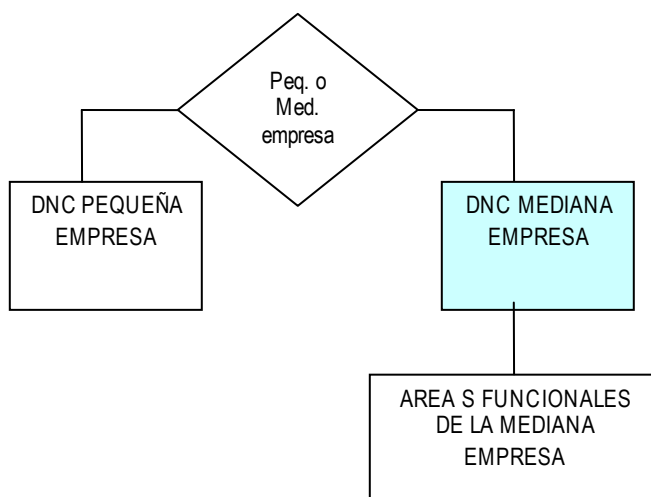 Peq. o
Med.
empresa
DNC PEQUEÑA
EMPRESA
DNC MEDIANA
EMPRESA
AREA S FUNCIONALES
DE LA MEDIANA
EMPRESA